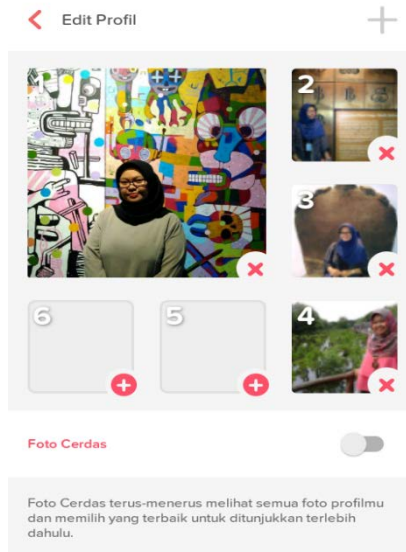 Edit Profil
2
3
6
5
4
Foto Cerdas
Foto Cerdas terus-menerus melihat semua foto profilmu
dan memilih yang terbaik untuk ditunjukkan terlebih
dahulu.